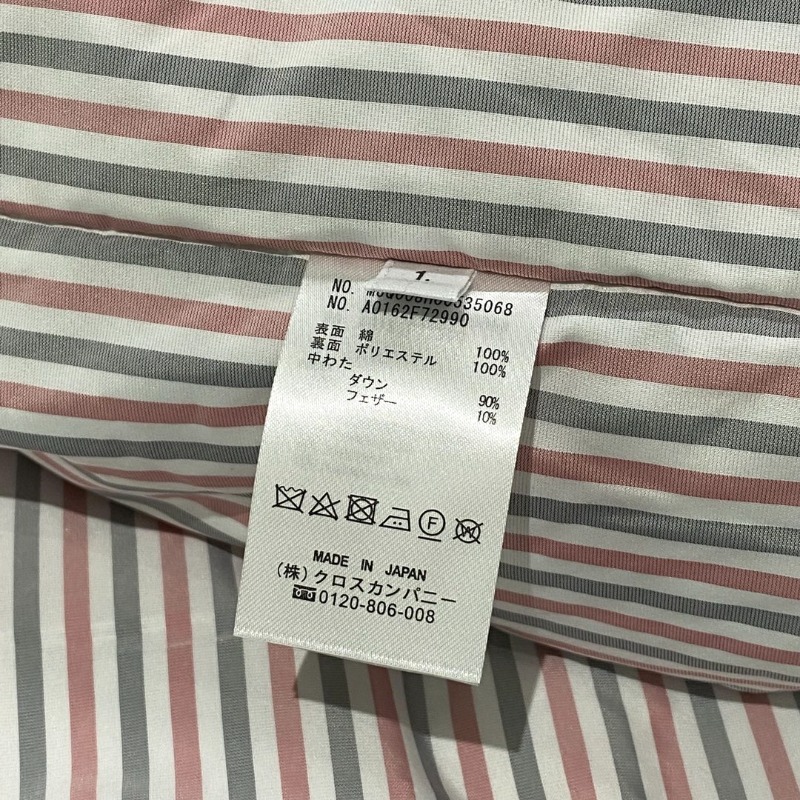 1.
NO.
NO. A0162F72990
表面 綿 100%
裏面 ポリエステル 100%
中わた
ダウン 90%
フェザー 10%
F
MADE IN JAPAN
(株)クロスカンパニー
0120-806-008